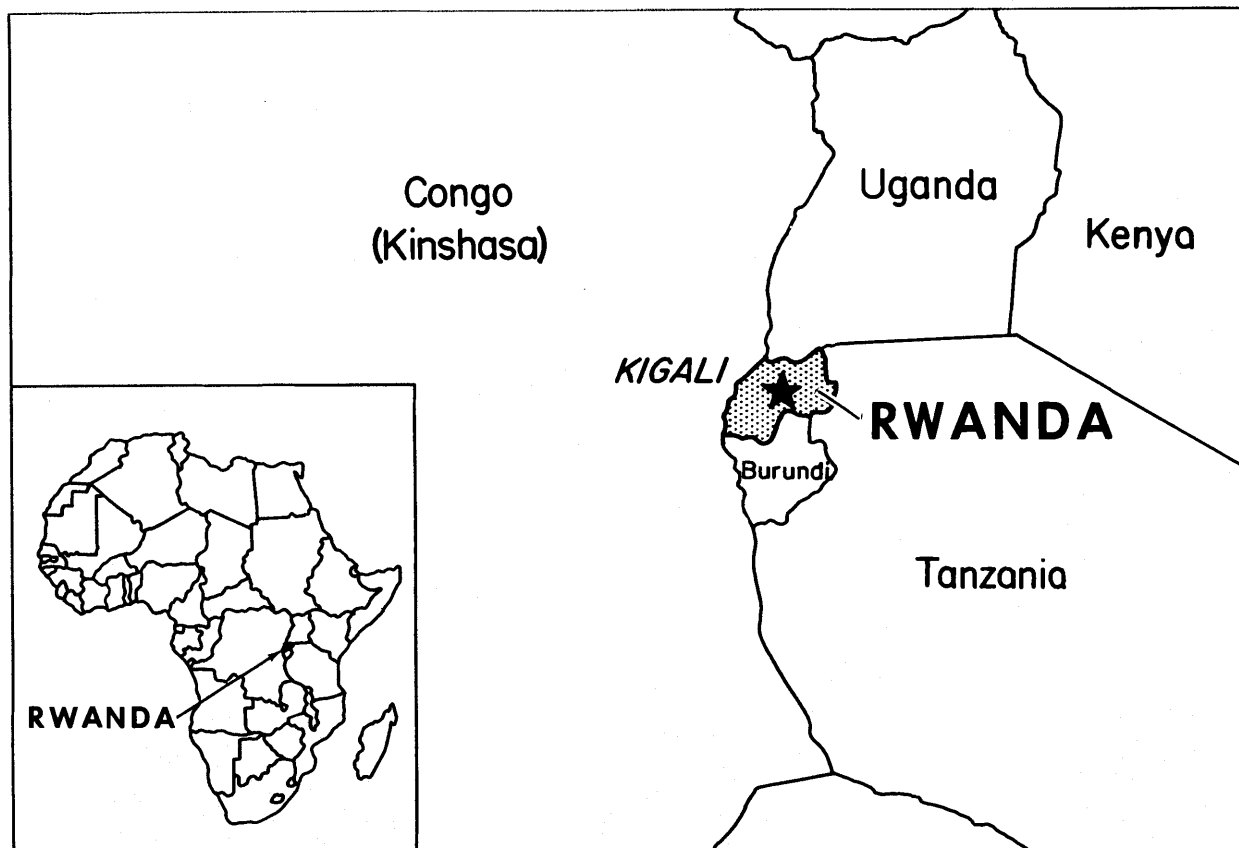 Congo
(Kinshasa)
Uganda
Kenya
KIGALI
RWANDA
Burundi
Tanzania
RWANDA